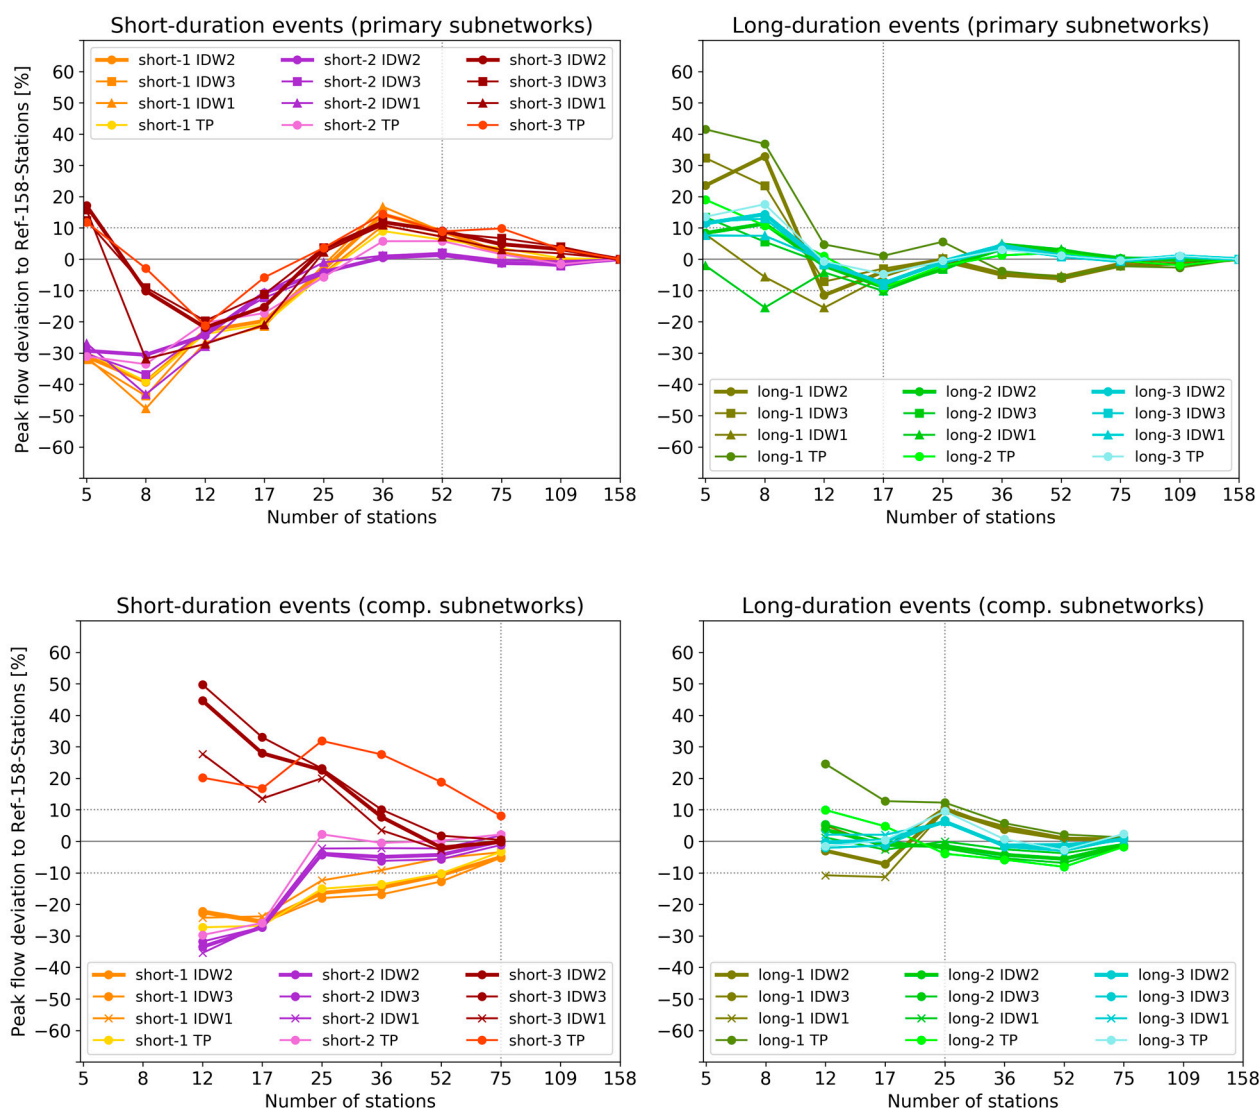 Short-duration events (primary subnetworks)
Peak flow deviation to Ref-158-Stations [%]
60
50
40
30
20
10
0
−10
−20
−30
−40
−50
−60
short-1 IDW2 short-2 IDW2 short-3 IDW2
short-1 IDW3 short-2 IDW3 short-3 IDW3
short-1 IDW1 short-2 IDW1 short-3 IDW1
short-1 TP short-2 TP short-3 TP
5 8 12 17 25 36 52 75 109 158
Number of stations
Long-duration events (primary subnetworks)
60
50
40
30
20
10
0
−10
−20
−30
−40
−50
−60
long-1 IDW2 long-2 IDW2 long-3 IDW2
long-1 IDW3 long-2 IDW3 long-3 IDW3
long-1 IDW1 long-2 IDW1 long-3 IDW1
long-1 TP long-2 TP long-3 TP
5 8 12 17 25 36 52 75 109 158
Number of stations
Short-duration events (comp. subnetworks)
Peak flow deviation to Ref-158-Stations [%]
60
50
40
30
20
10
0
−10
−20
−30
−40
−50
−60
short-1 IDW2 short-2 IDW2 short-3 IDW2
short-1 IDW3 short-2 IDW3 short-3 IDW3
short-1 IDW1 short-2 IDW1 short-3 IDW1
short-1 TP short-2 TP short-3 TP
5 8 12 17 25 36 52 75 109 158
Number of stations
Long-duration events (comp. subnetworks)
60
50
40
30
20
10
0
−10
−20
−30
−40
−50
−60
long-1 IDW2 long-2 IDW2 long-3 IDW2
long-1 IDW3 long-2 IDW3 long-3 IDW3
long-1 IDW1 long-2 IDW1 long-3 IDW1
long-1 TP long-2 TP long-3 TP
5 8 12 17 25 36 52 75 109 158
Number of stations